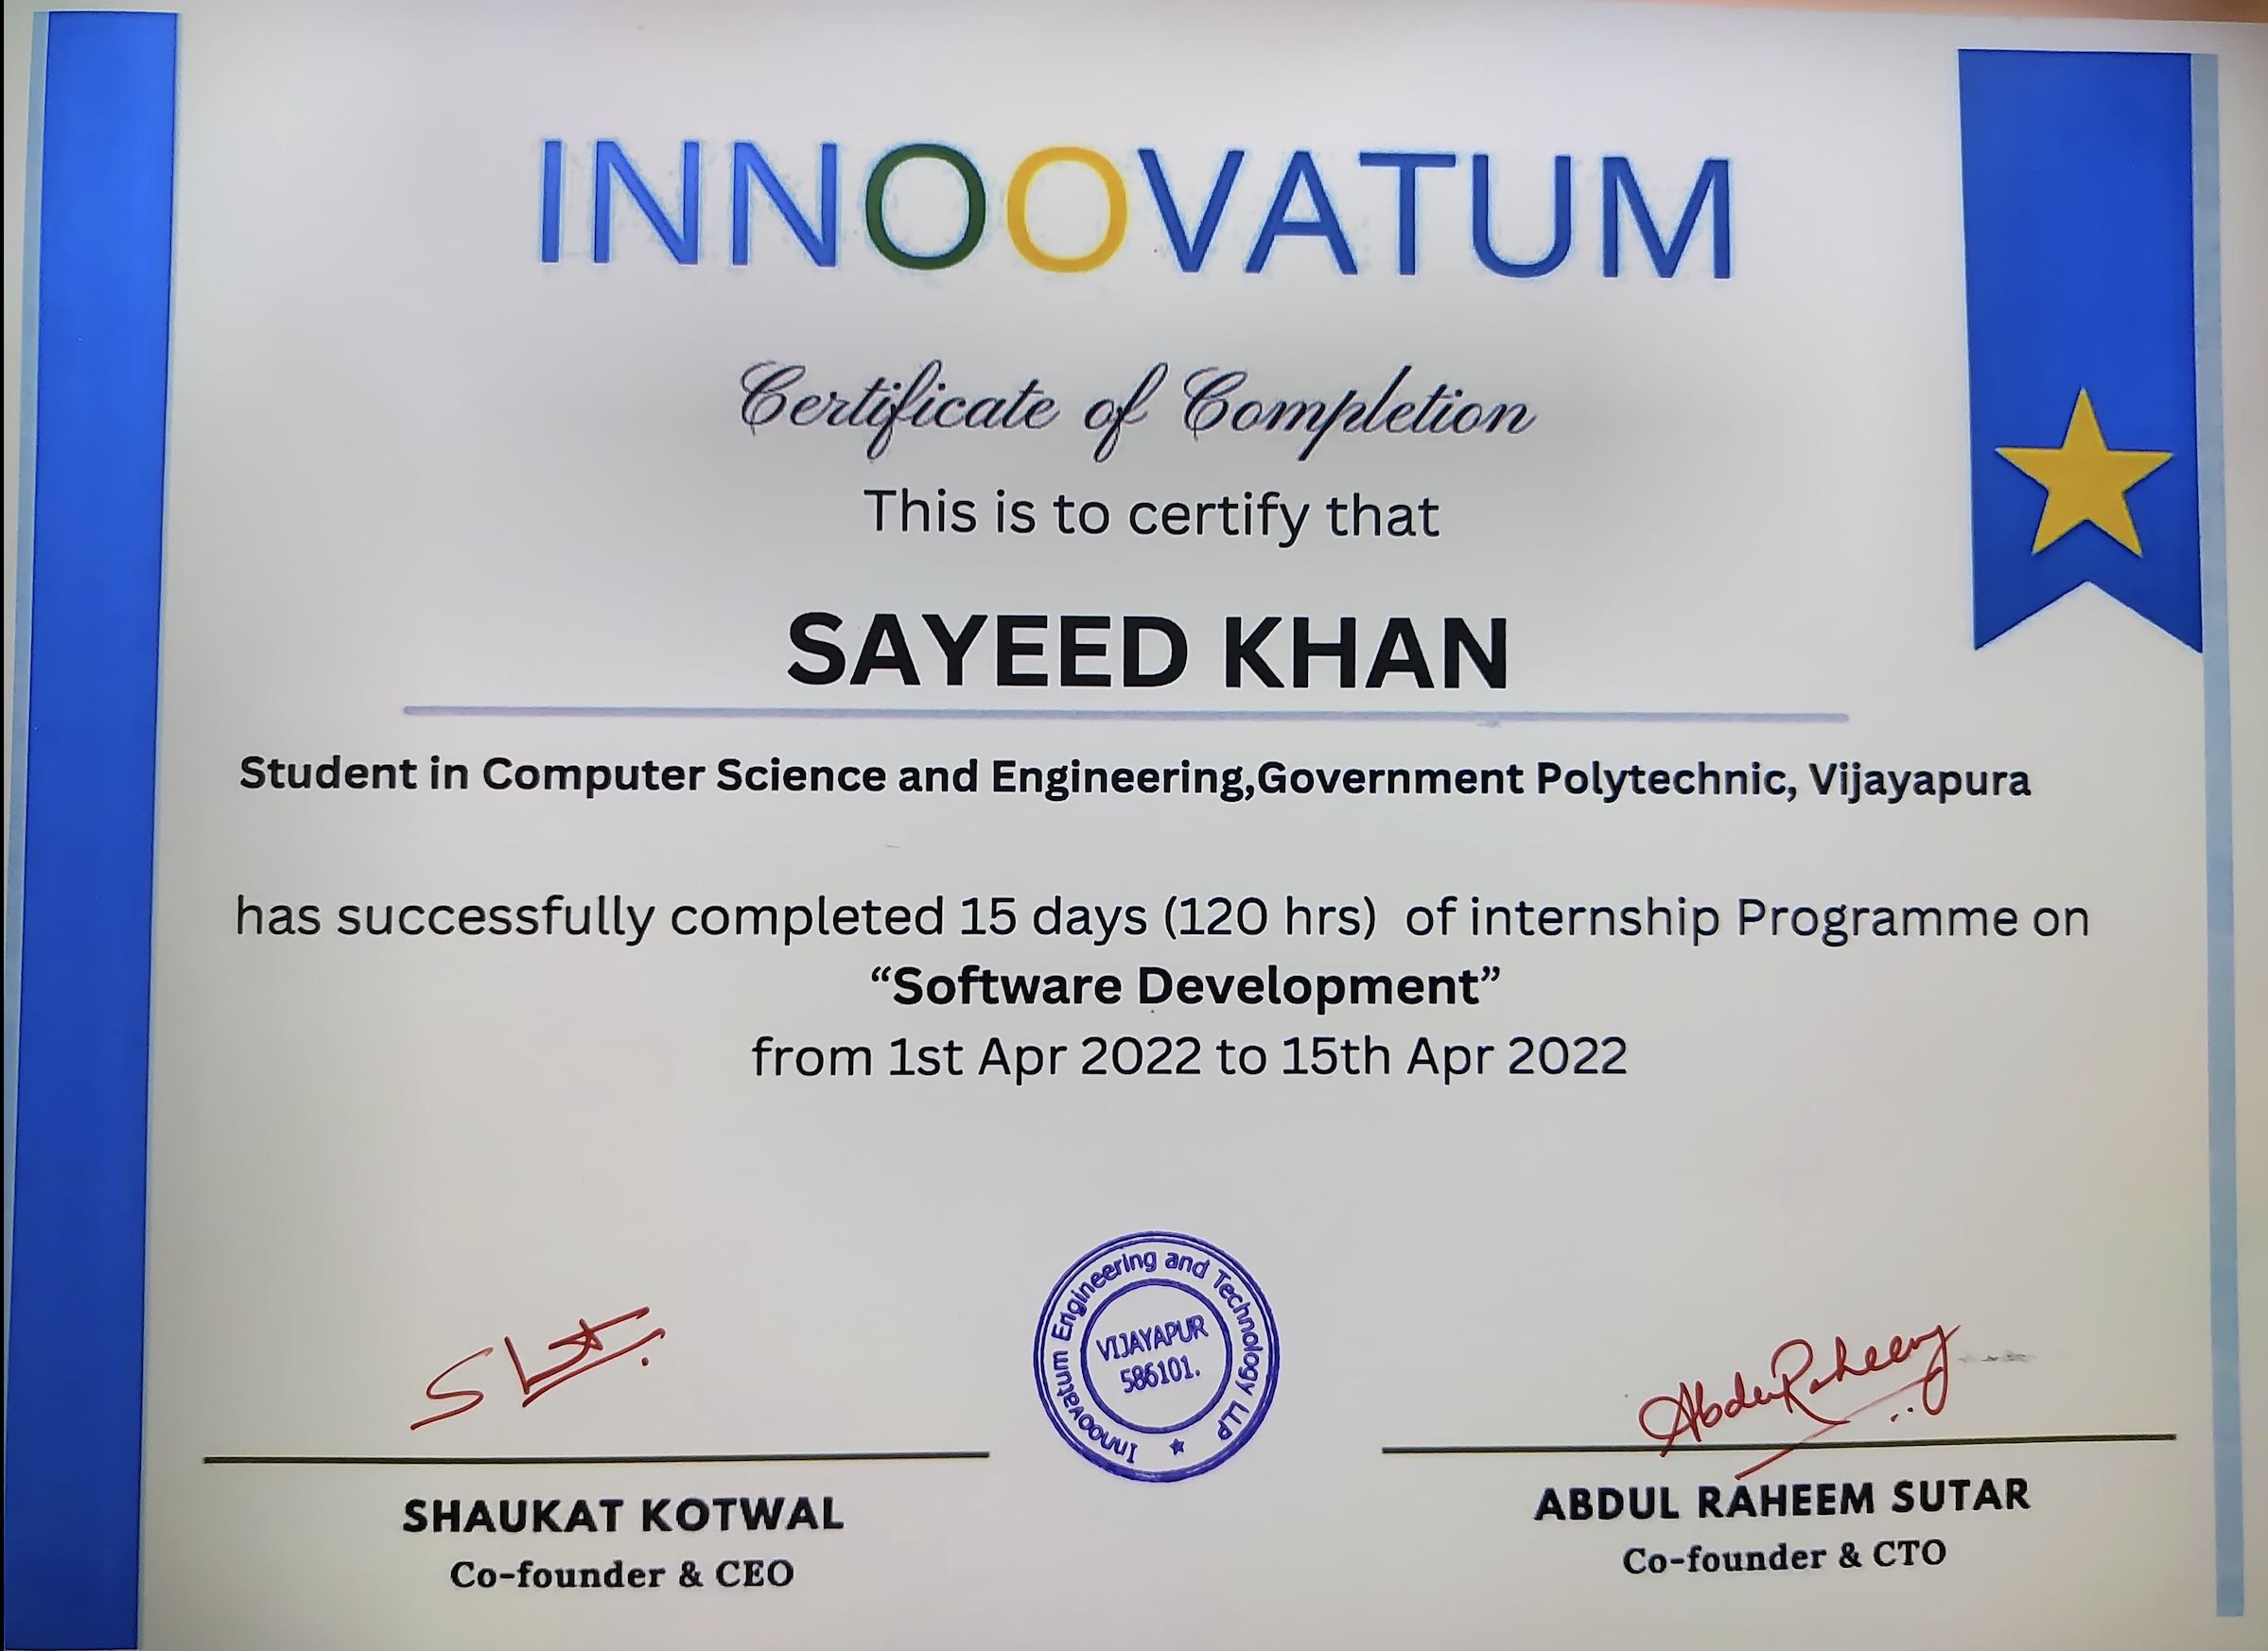 INNOOVATUM
Certificate of Completion
This is to certify that
SAYEED KHAN
Student in Computer Science and Engineering,Government Polytechnic, Vijayapura
has successfully completed 15 days (120 hrs) of internship Programme on
“Software Development”
from 1st Apr 2022 to 15th Apr 2022
Innoovatum Engineering and Technology LLP
VIJAYAPUR
586101.
Abdul Raheem
SHAUKAT KOTWAL
Co-founder & CEO
ABDUL RAHEEM SUTAR
Co-founder & CTO